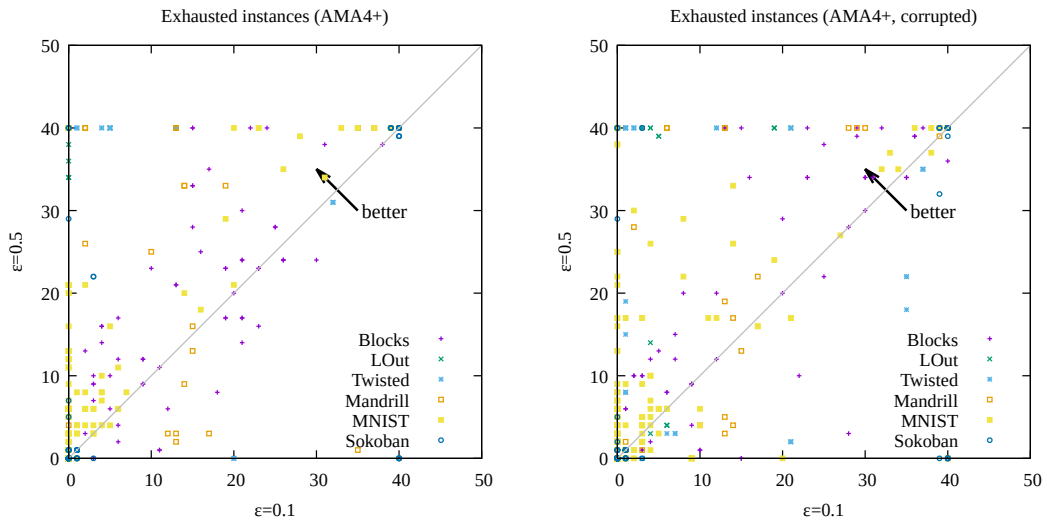 Exhausted instances (AMA4+)
50
40
30
20
10
0
ε=0.5
0
10
20
30
40
50
ε=0.1
better
Blocks
LOut
Twisted
Mandrill
MNIST
Sokoban
Exhausted instances (AMA4+, corrupted)
50
40
30
20
10
0
ε=0.5
0
10
20
30
40
50
ε=0.1
better
Blocks
LOut
Twisted
Mandrill
MNIST
Sokoban